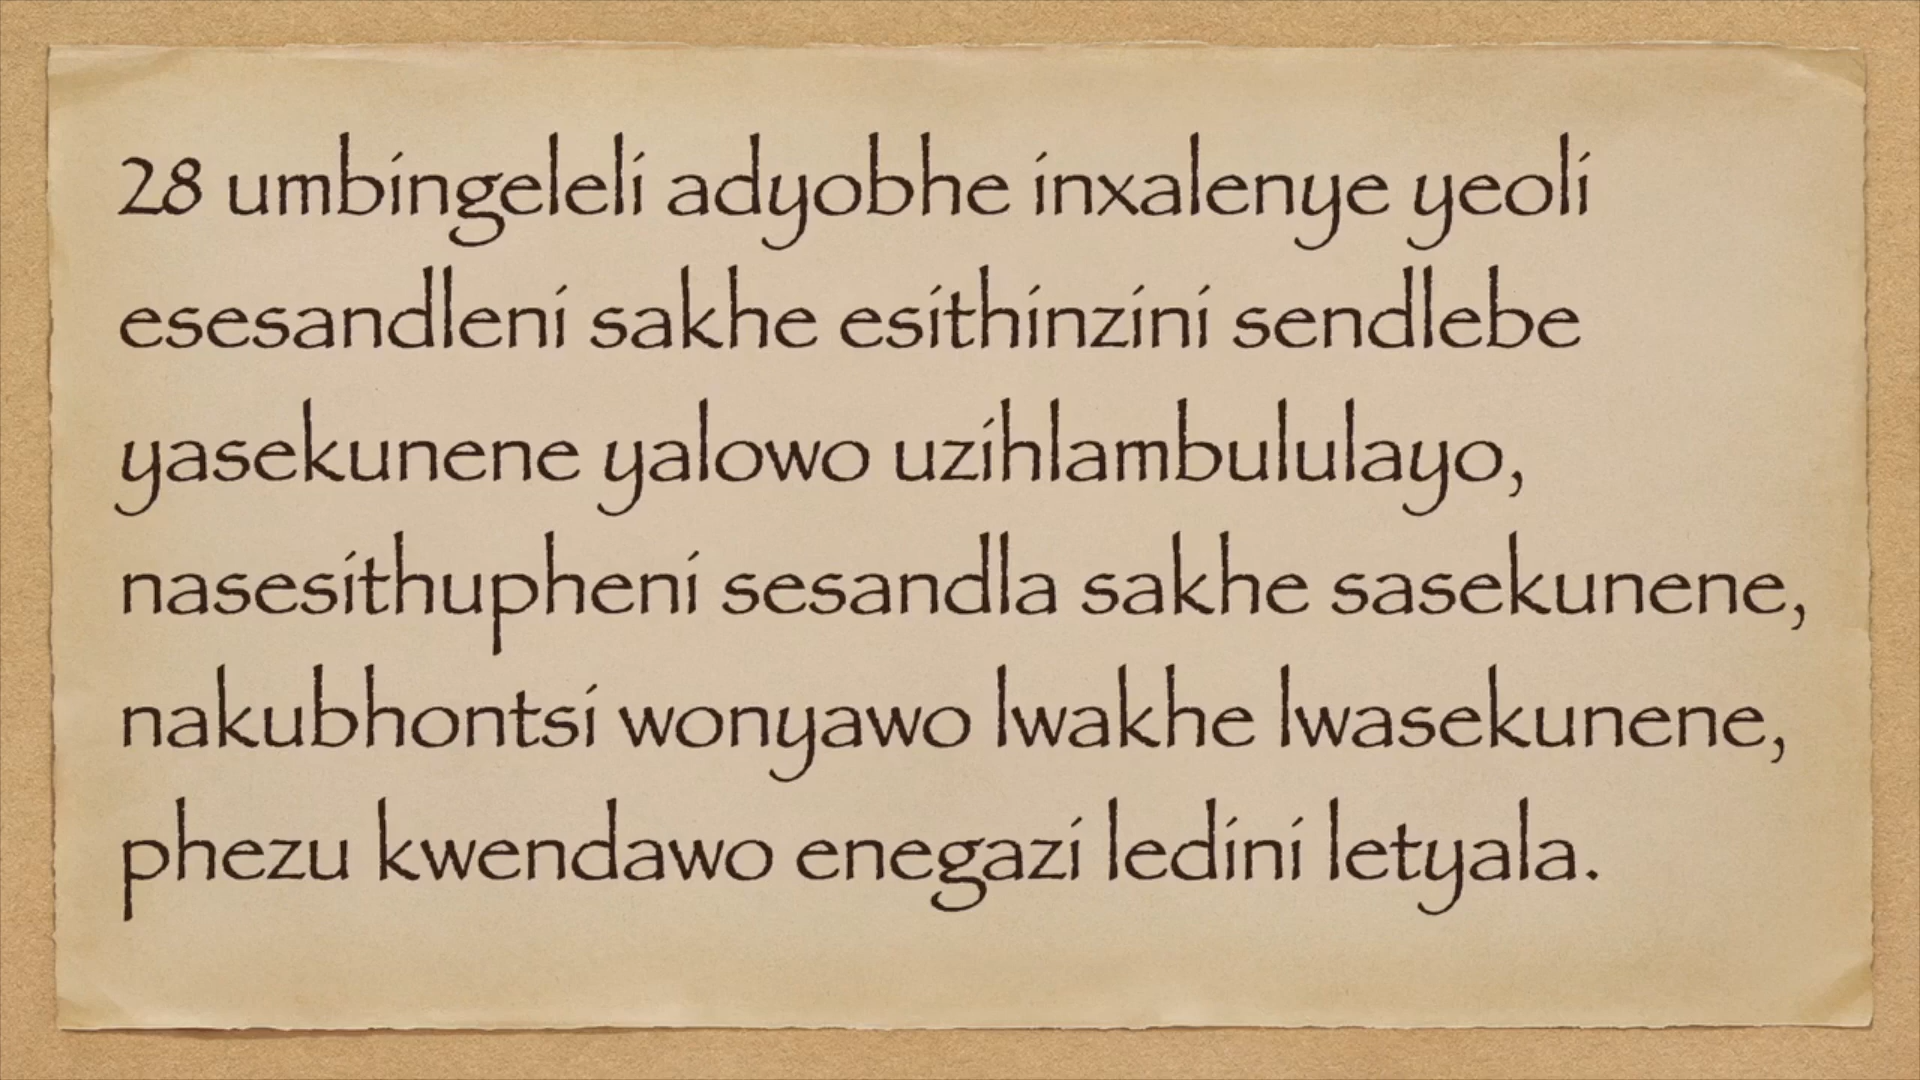 28 umbingeleli adyobhe inxalenye yeoli
esesandleni sakhe esithinzini sendlebe
yasekunene yalowo uzihlambululayo,
nasesithupheni sesandla sakhe sasekunene,
nakubhontsi wonyawo lwakhe lwasekunene,
phezu kwendawo enegazi ledini letyala.